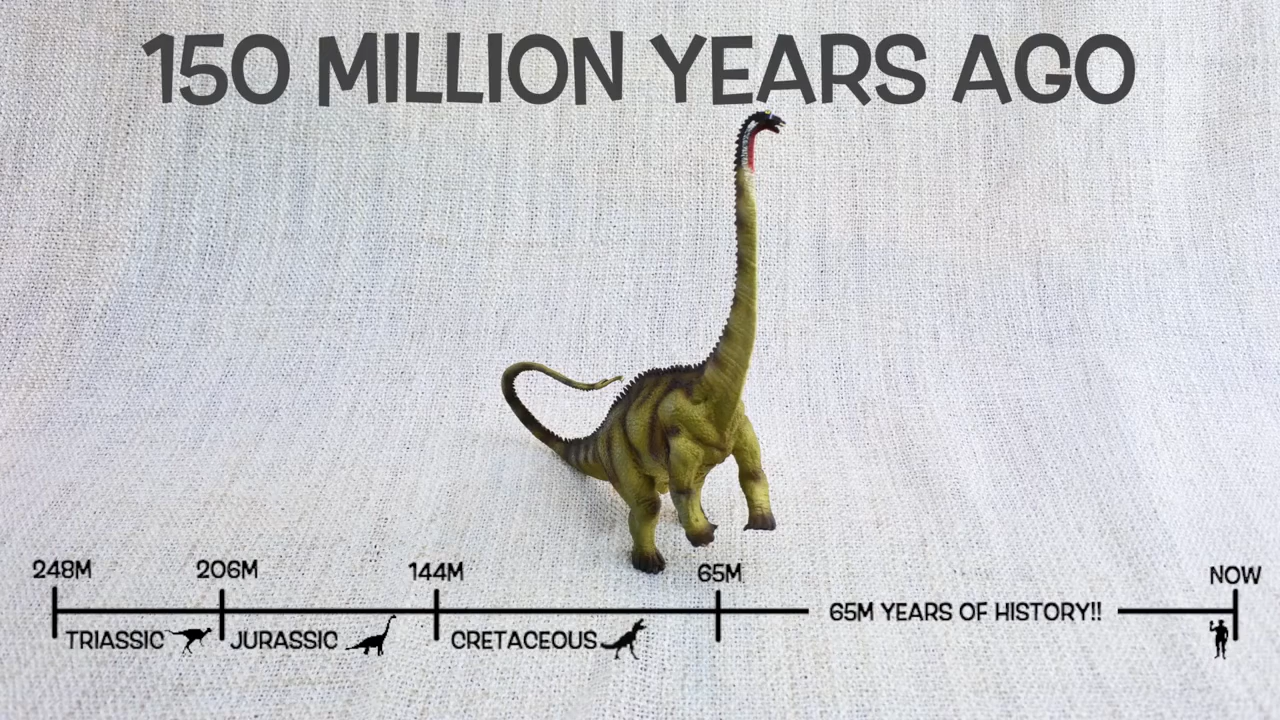 150 MILLION YEARS AGO
248M 206M 144M 65M NOW
65M YEARS OF HISTORY!!
TRIASSIC JURASSIC CRETACEOUS